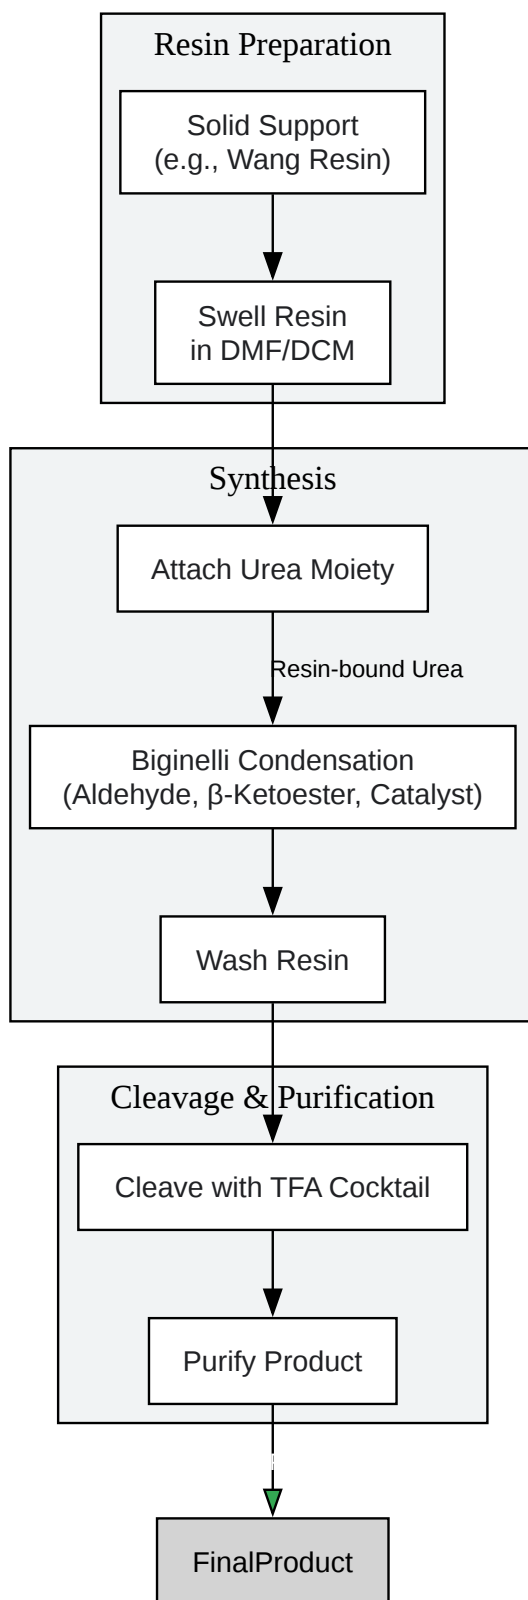 Resin Preparation
Solid Support
(e.g., Wang Resin)
Swell Resin
in DMF/DCM
Synthesis
Attach Urea Moiety
Resin-bound Urea
Biginelli Condensation
(Aldehyde, β-Ketoester, Catalyst)
Wash Resin
Cleavage & Purification
Cleave with TFA Cocktail
Purify Product
FinalProduct